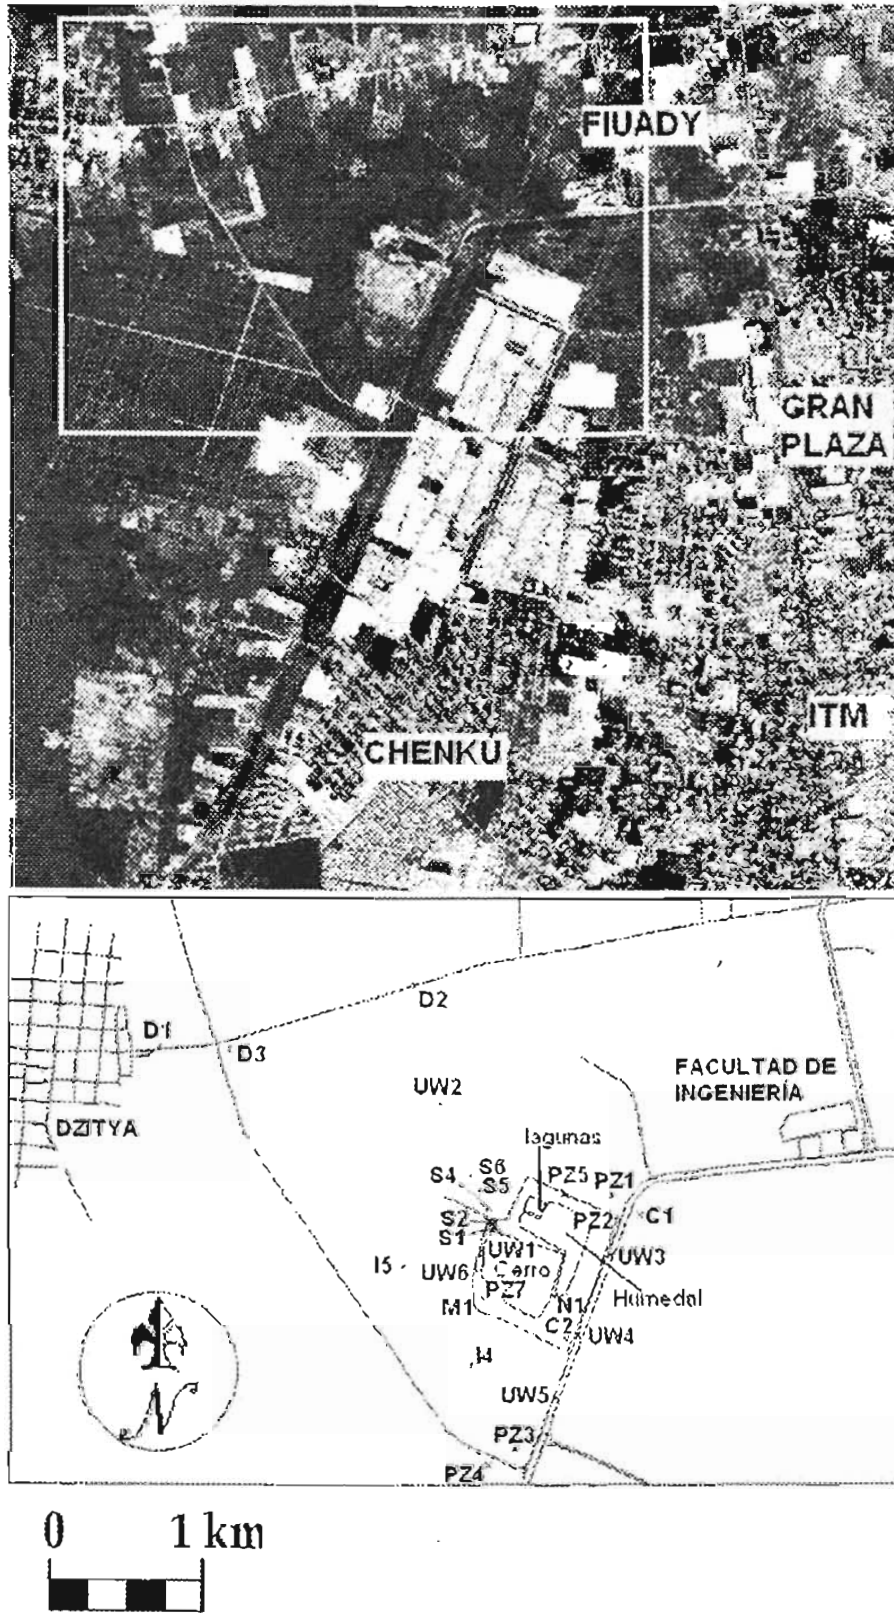 FIUADY
GRAN
PLAZA
ITM
CHENKU
D2
D1
D3
FACULTAD DE
INGENIERÍA
UW2
DZITYA
lagunas
S6
S4
S5
PZ5
PZ1
S2
PZ2
C1
S1
UW1
UW3
I5
UW6
Cerro
PZ7
Humedal
M1
N1
C2
UW4
I4
UW5
PZ3
PZ4
N
0 1 km